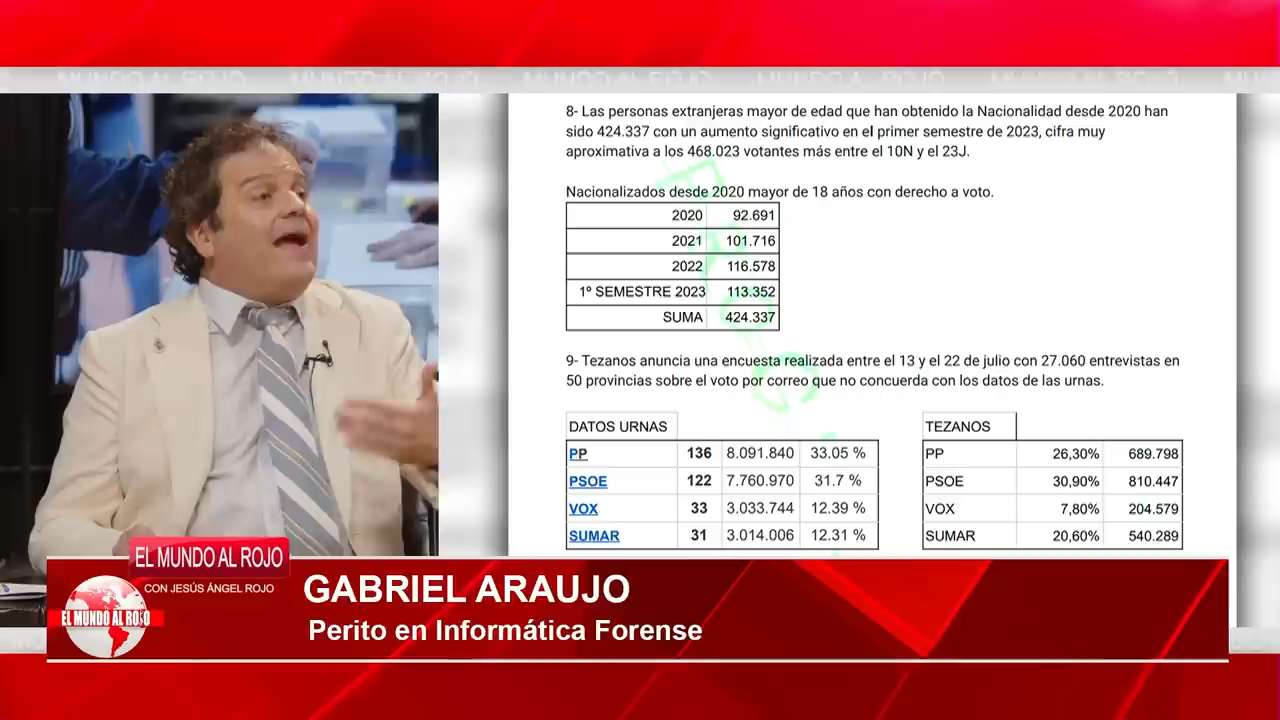 8- Las personas extranjeras mayor de edad que han obtenido la Nacionalidad desde 2020 han
sido 424.337 con un aumento significativo en el primer semestre de 2023, cifra muy
aproximativa a los 468.023 votantes más entre el 10N y el 23J.
Nacionalizados desde 2020 mayor de 18 años con derecho a voto.
2020 92.691
2021 101.716
2022 116.578
1º SEMESTRE 2023 113.352
SUMA 424.337
9- Tezanos anuncia una encuesta realizada entre el 13 y el 22 de julio con 27.060 entrevistas en
50 provincias sobre el voto por correo que no concuerda con los datos de las urnas.
DATOS URNAS
PP 136 8.091.840 33.05 %
PSOE 122 7.760.970 31.7 %
VOX 33 3.033.744 12.39 %
SUMAR 31 3.014.006 12.31 %
TEZANOS
PP 26,30% 689.798
PSOE 30,90% 810.447
VOX 7,80% 204.579
SUMAR 20,60% 540.289
EL MUNDO AL ROJO
CON JESÚS ÁNGEL ROJO
EL MUNDO AL ROJO
GABRIEL ARAUJO
Perito en Informática Forense